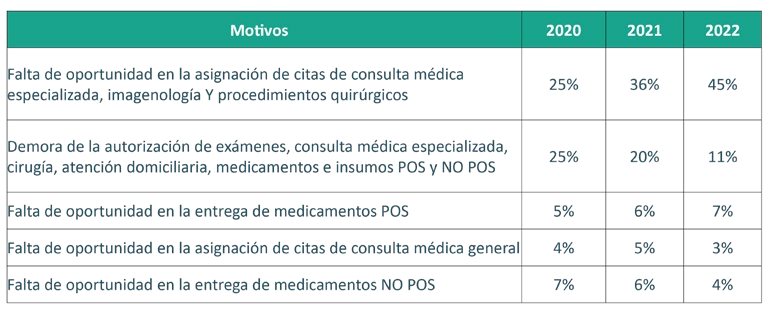 Motivos 2020 2021 2022
Falta de oportunidad en la asignación de citas de consulta médica
especializada, imagenología Y procedimientos quirúrgicos 25% 36% 45%
Demora de la autorización de exámenes, consulta médica especializada,
cirugía, atención domiciliaria, medicamentos e insumos POS y NO POS 25% 20% 11%
Falta de oportunidad en la entrega de medicamentos POS 5% 6% 7%
Falta de oportunidad en la asignación de citas de consulta médica general 4% 5% 3%
Falta de oportunidad en la entrega de medicamentos NO POS 7% 6% 4%